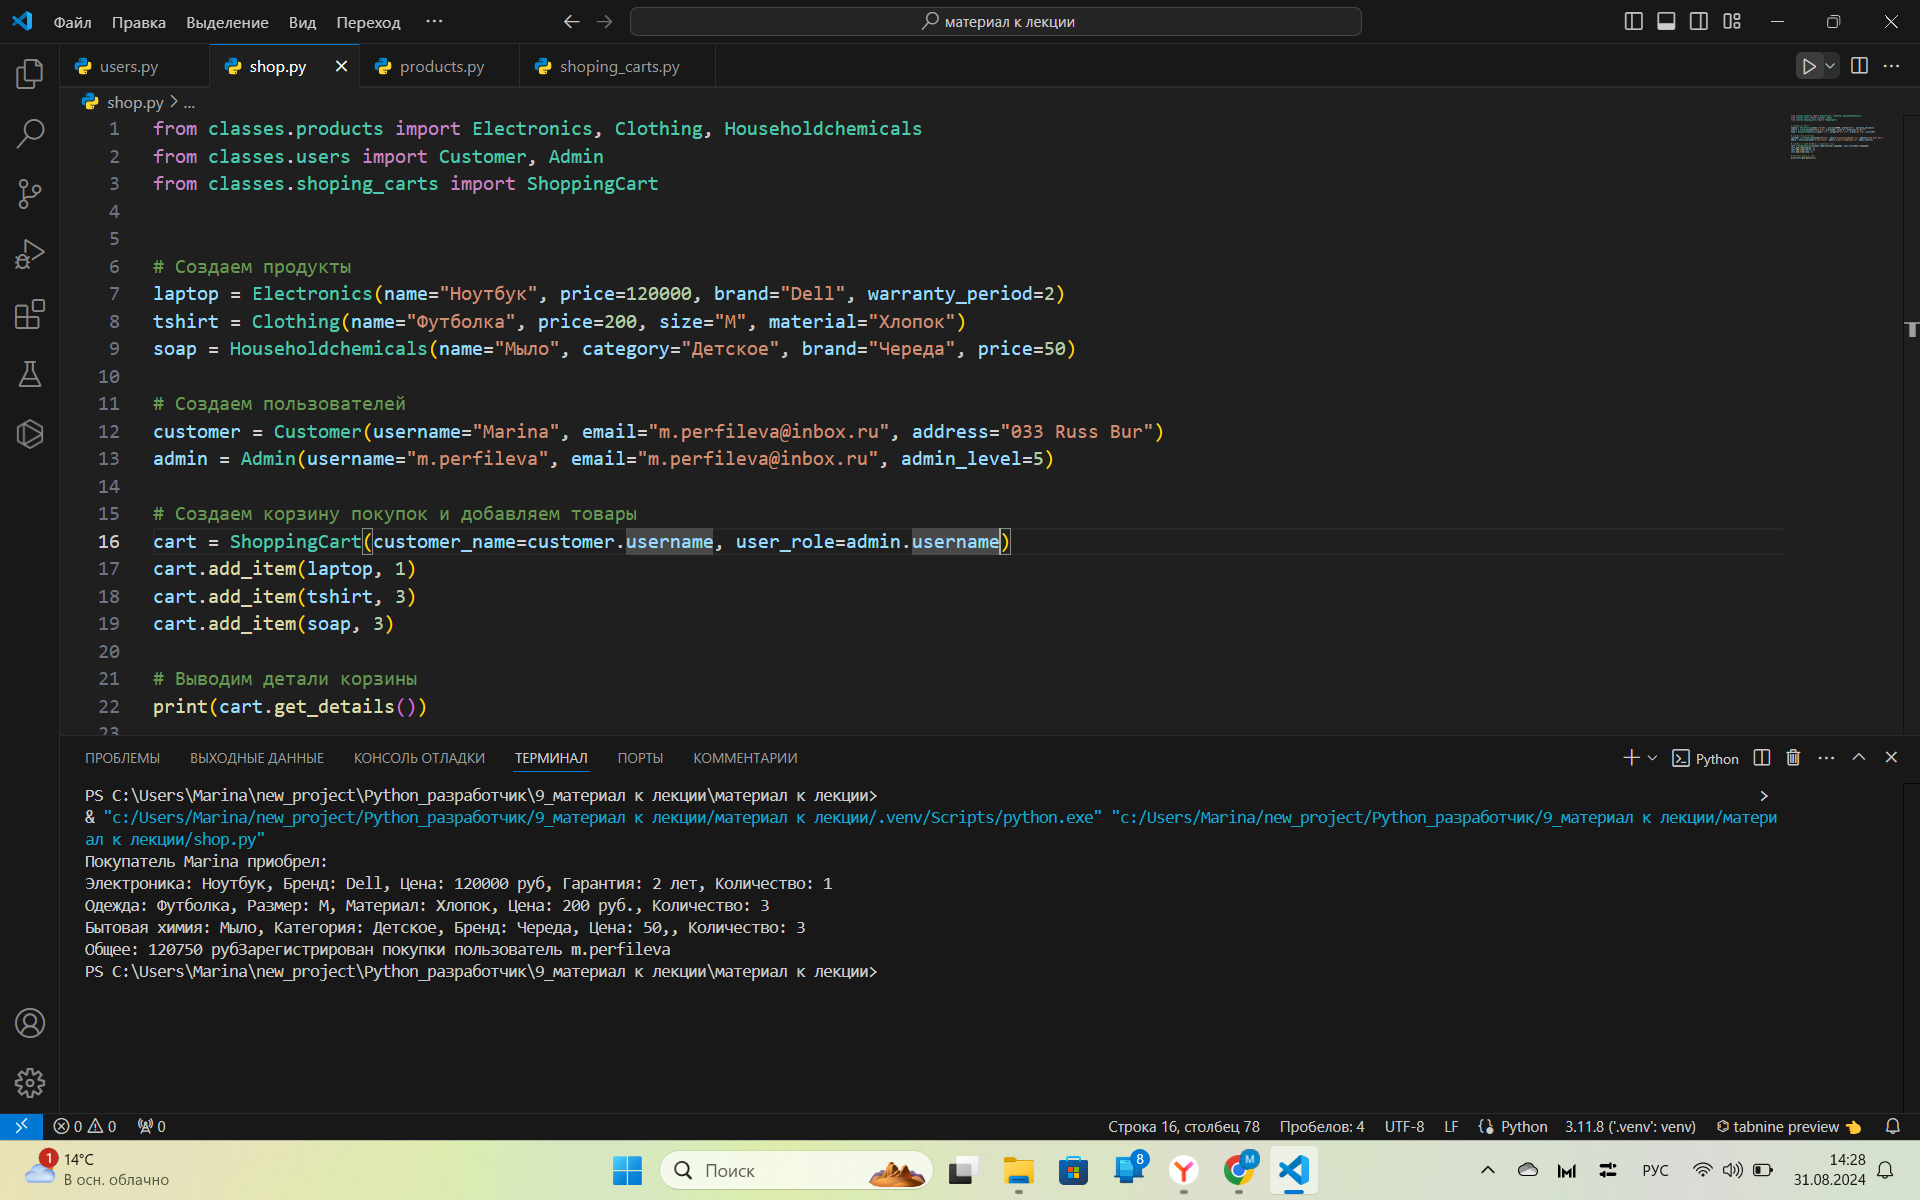 Файл Правка Выделение Вид Переход ··· материал к лекции
users.py shop.py products.py shoping_carts.py
shop.py > ...
1 from classes.products import Electronics, Clothing, Householdchemicals
2 from classes.users import Customer, Admin
3 from classes.shoping_carts import ShoppingCart
4
5
6 # Создаем продукты
7 laptop = Electronics(name="Ноутбук", price=120000, brand="Dell", warranty_period=2)
8 tshirt = Clothing(name="Футболка", price=200, size="M", material="Хлопок")
9 soap = Householdchemicals(name="Мыло", category="Детское", brand="Череда", price=50)
10
11 # Создаем пользователей
12 customer = Customer(username="Marina", email="m.perfileva@inbox.ru", address="033 Russ Bur")
13 admin = Admin(username="m.perfileva", email="m.perfileva@inbox.ru", admin_level=5)
14
15 # Создаем корзину покупок и добавляем товары
16 cart = ShoppingCart(customer_name=customer.username, user_role=admin.username)
17 cart.add_item(laptop, 1)
18 cart.add_item(tshirt, 3)
19 cart.add_item(soap, 3)
20
21 # Выводим детали корзины
22 print(cart.get_details())
23
ПРОБЛЕМЫ ВЫХОДНЫЕ ДАННЫЕ КОНСОЛЬ ОТЛАДКИ ТЕРМИНАЛ ПОРТЫ КОММЕНТАРИИ Python
PS C:\Users\Marina\new_project\Python_разработчик\9_материал к лекции\материал к лекции> >
& "c:/Users/Marina/new_project/Python_разработчик/9_материал к лекции/материал к лекции/.venv/Scripts/python.exe" "c:/Users/Marina/new_project/Python_разработчик/9_материал к лекции/матери
ал к лекции/shop.py"
Покупатель Marina приобрел:
Электроника: Ноутбук, Бренд: Dell, Цена: 120000 руб, Гарантия: 2 лет, Количество: 1
Одежда: Футболка, Размер: M, Материал: Хлопок, Цена: 200 руб., Количество: 3
Бытовая химия: Мыло, Категория: Детское, Бренд: Череда, Цена: 50,, Количество: 3
Общее: 120750 рубЗарегистрирован покупки пользователь m.perfileva
PS C:\Users\Marina\new_project\Python_разработчик\9_материал к лекции\материал к лекции>
0 0 0 Строка 16, столбец 78 Пробелов: 4 UTF-8 LF Python 3.11.8 ('.venv': venv) tabnine preview
1 14°C Поиск 8 M РУС 14:28
В осн. облачно 31.08.2024